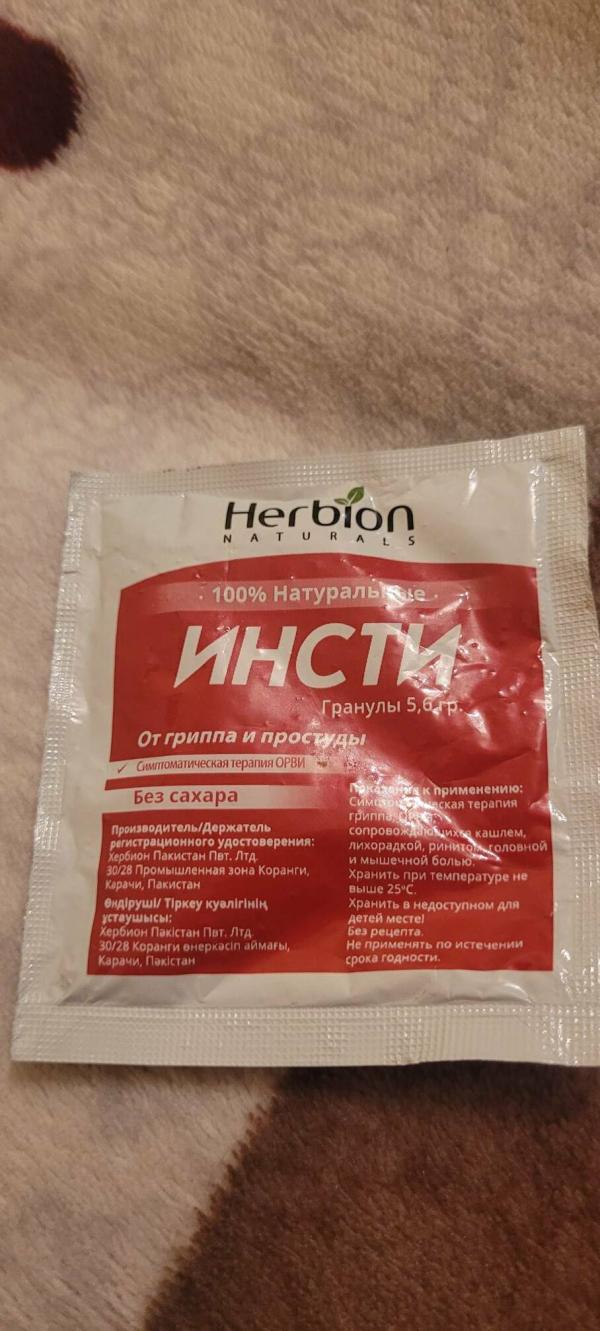 Herbion
NATURALS
· 100% Натуральные ·
ИНСТИ
Гранулы 5,6 гр.
От гриппа и простуды
✓ Симптоматическая терапия ОРВИ
Без сахара
Производитель/Держатель
регистрационного удостоверения:
Хербион Пакистан Пвт. Лтд.
30/28 Промышленная зона Коранги,
Карачи, Пакистан
Өндіруші/ Тіркеу куәлігінің
ұстаушысы:
Хербион Пәкістан Пвт. Лтд.
30/28 Коранги өнеркәсіп аймағы,
Карачи, Пәкістан
Показания к применению:
Симптоматическая терапия
гриппа,
сопровождающихся кашлем,
лихорадкой, ринитом, головной
и мышечной болью.
Хранить при температуре не
выше 25°С.
Хранить в недоступном для
детей месте!
Без рецепта.
Не применять по истечении
срока годности.